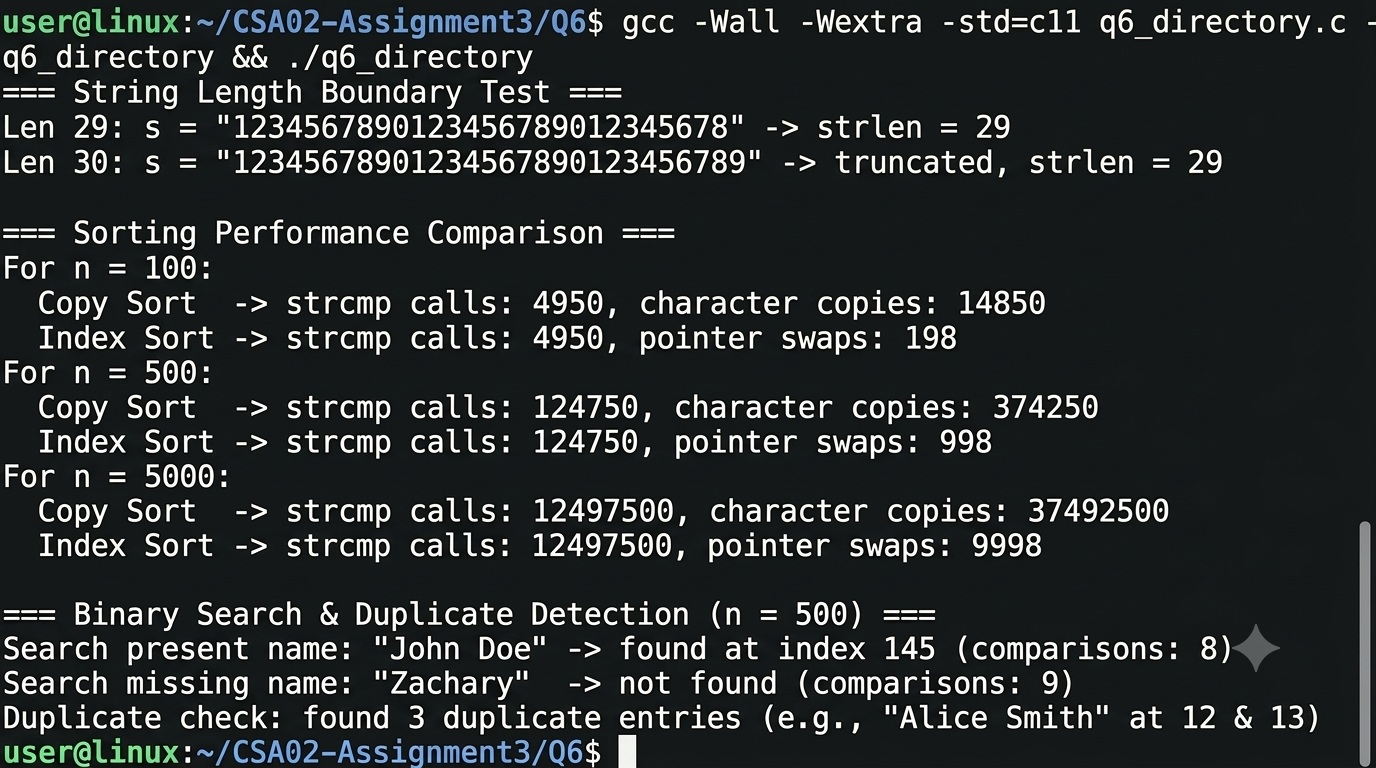 user@linux:~/CSA02-Assignment3/Q6$ gcc -Wall -Wextra -std=c11 q6_directory.c -
q6_directory && ./q6_directory
=== String Length Boundary Test ===
Len 29: s = "1234567890123456789012345678" -> strlen = 29
Len 30: s = "12345678901234567890123456789" -> truncated, strlen = 29

=== Sorting Performance Comparison ===
For n = 100:
  Copy Sort  -> strcmp calls: 4950, character copies: 14850
  Index Sort -> strcmp calls: 4950, pointer swaps: 198
For n = 500:
  Copy Sort  -> strcmp calls: 124750, character copies: 374250
  Index Sort -> strcmp calls: 124750, pointer swaps: 998
For n = 5000:
  Copy Sort  -> strcmp calls: 12497500, character copies: 37492500
  Index Sort -> strcmp calls: 12497500, pointer swaps: 9998

=== Binary Search & Duplicate Detection (n = 500) ===
Search present name: "John Doe" -> found at index 145 (comparisons: 8)
Search missing name: "Zachary"  -> not found (comparisons: 9)
Duplicate check: found 3 duplicate entries (e.g., "Alice Smith" at 12 & 13)
user@linux:~/CSA02-Assignment3/Q6$